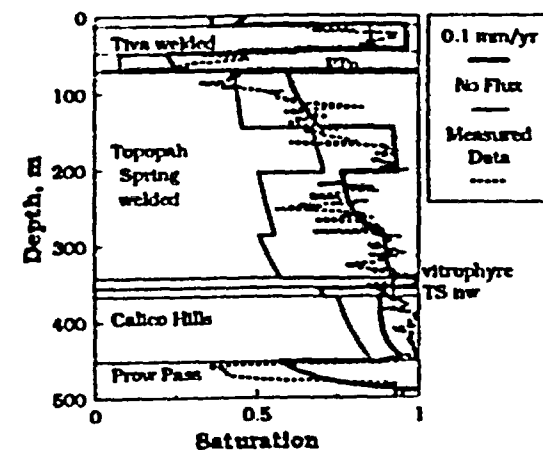 0
100
200
300
400
500
Depth, m
Tiva welded
PTn
Topopah
Spring
welded
Calico Hills
Prow Pass
vitrophyre
TS nw
0
0.5
1
Saturation
0.1 mm/yr
No Flux
Measured
Data